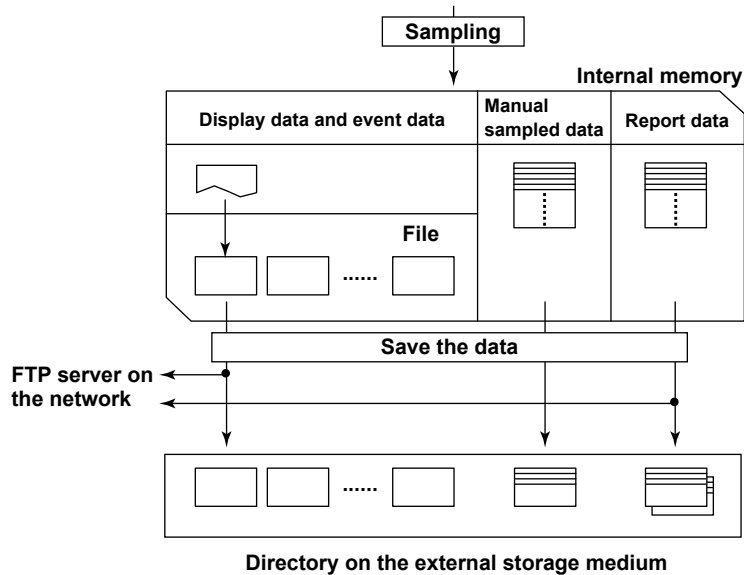 Sampling
Internal memory
Display data and event data
Manual
sampled data
Report data
File
......
Save the data
FTP server on
the network
......
Directory on the external storage medium